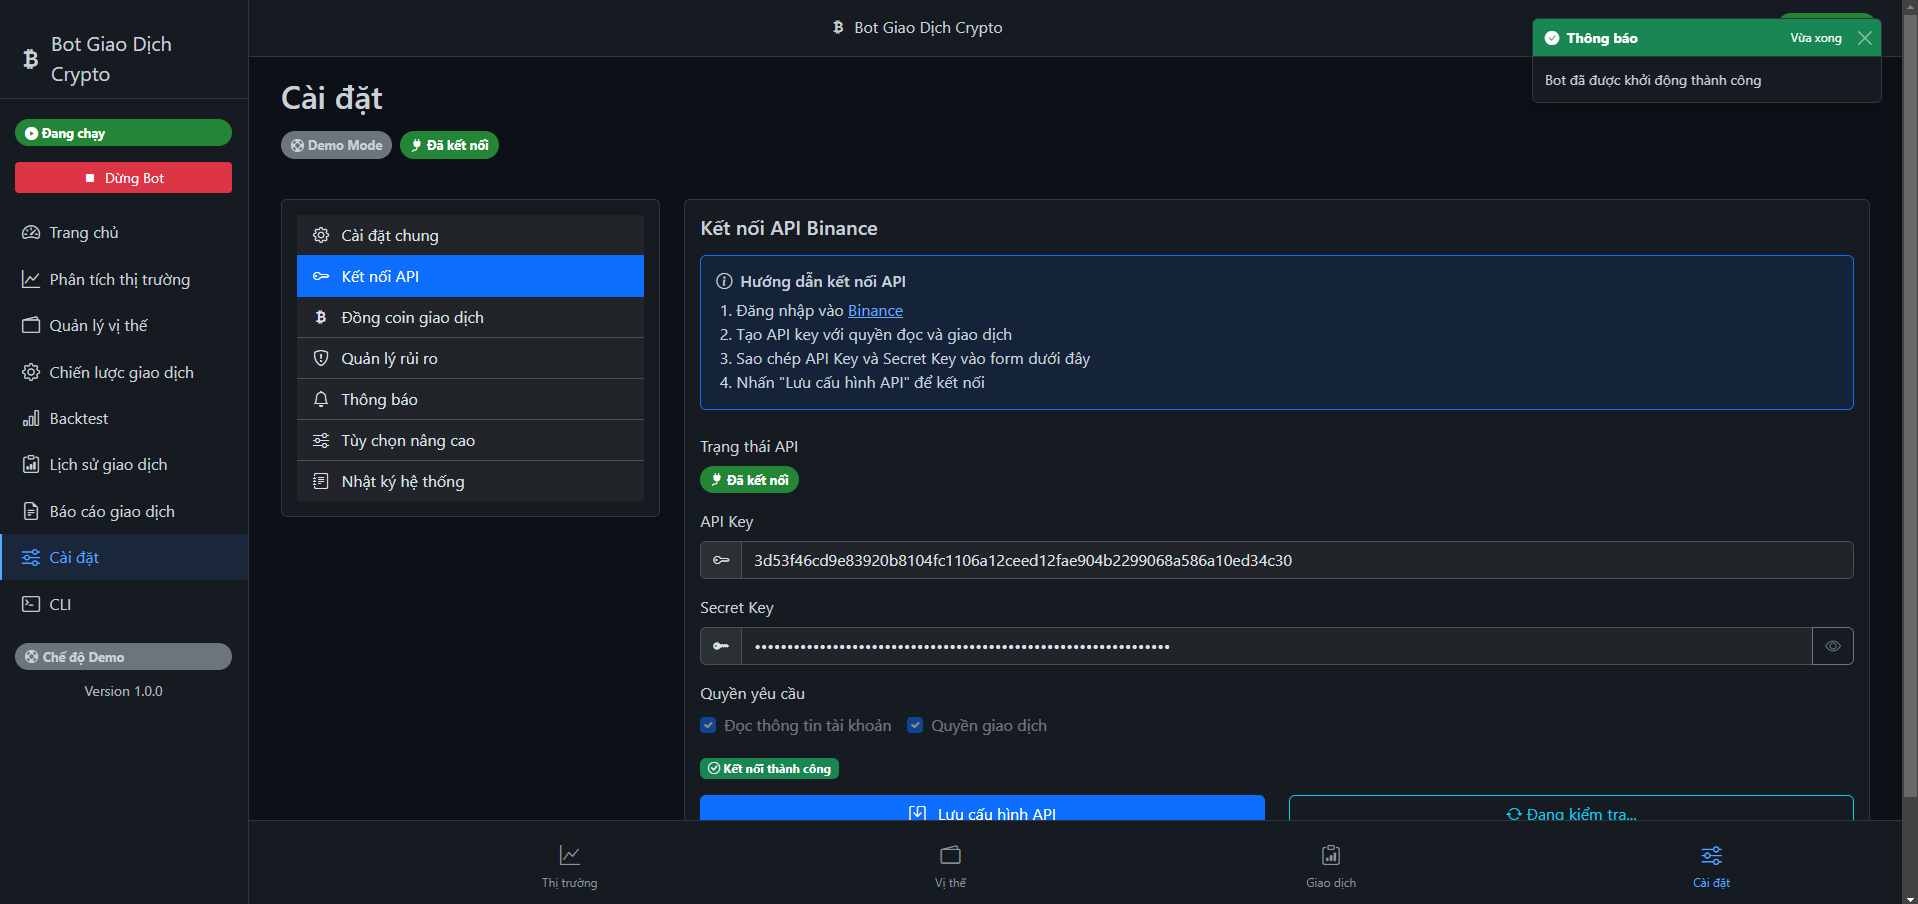 Bot Giao Dịch
Crypto
Đang chạy
Dừng Bot
Trang chủ
Phân tích thị trường
Quản lý vị thế
Chiến lược giao dịch
Backtest
Lịch sử giao dịch
Báo cáo giao dịch
Cài đặt
CLI
Chế độ Demo
Version 1.0.0
Bot Giao Dịch Crypto
Thông báo
Vừa xong
Bot đã được khởi động thành công
Cài đặt
Demo Mode
Đã kết nối
Cài đặt chung
Kết nối API
Đồng coin giao dịch
Quản lý rủi ro
Thông báo
Tùy chọn nâng cao
Nhật ký hệ thống
Kết nối API Binance
Hướng dẫn kết nối API
1. Đăng nhập vào Binance
2. Tạo API key với quyền đọc và giao dịch
3. Sao chép API Key và Secret Key vào form dưới đây
4. Nhấn "Lưu cấu hình API" để kết nối
Trạng thái API
Đã kết nối
API Key
3d53f46cd9e83920b8104fc1106a12ceed12fae904b2299068a586a10ed34c30
Secret Key
Quyền yêu cầu
Đọc thông tin tài khoản
Quyền giao dịch
Kết nối thành công
Lưu cấu hình API
Đang kiểm tra...
Thị trường
Vị thế
Giao dịch
Cài đặt